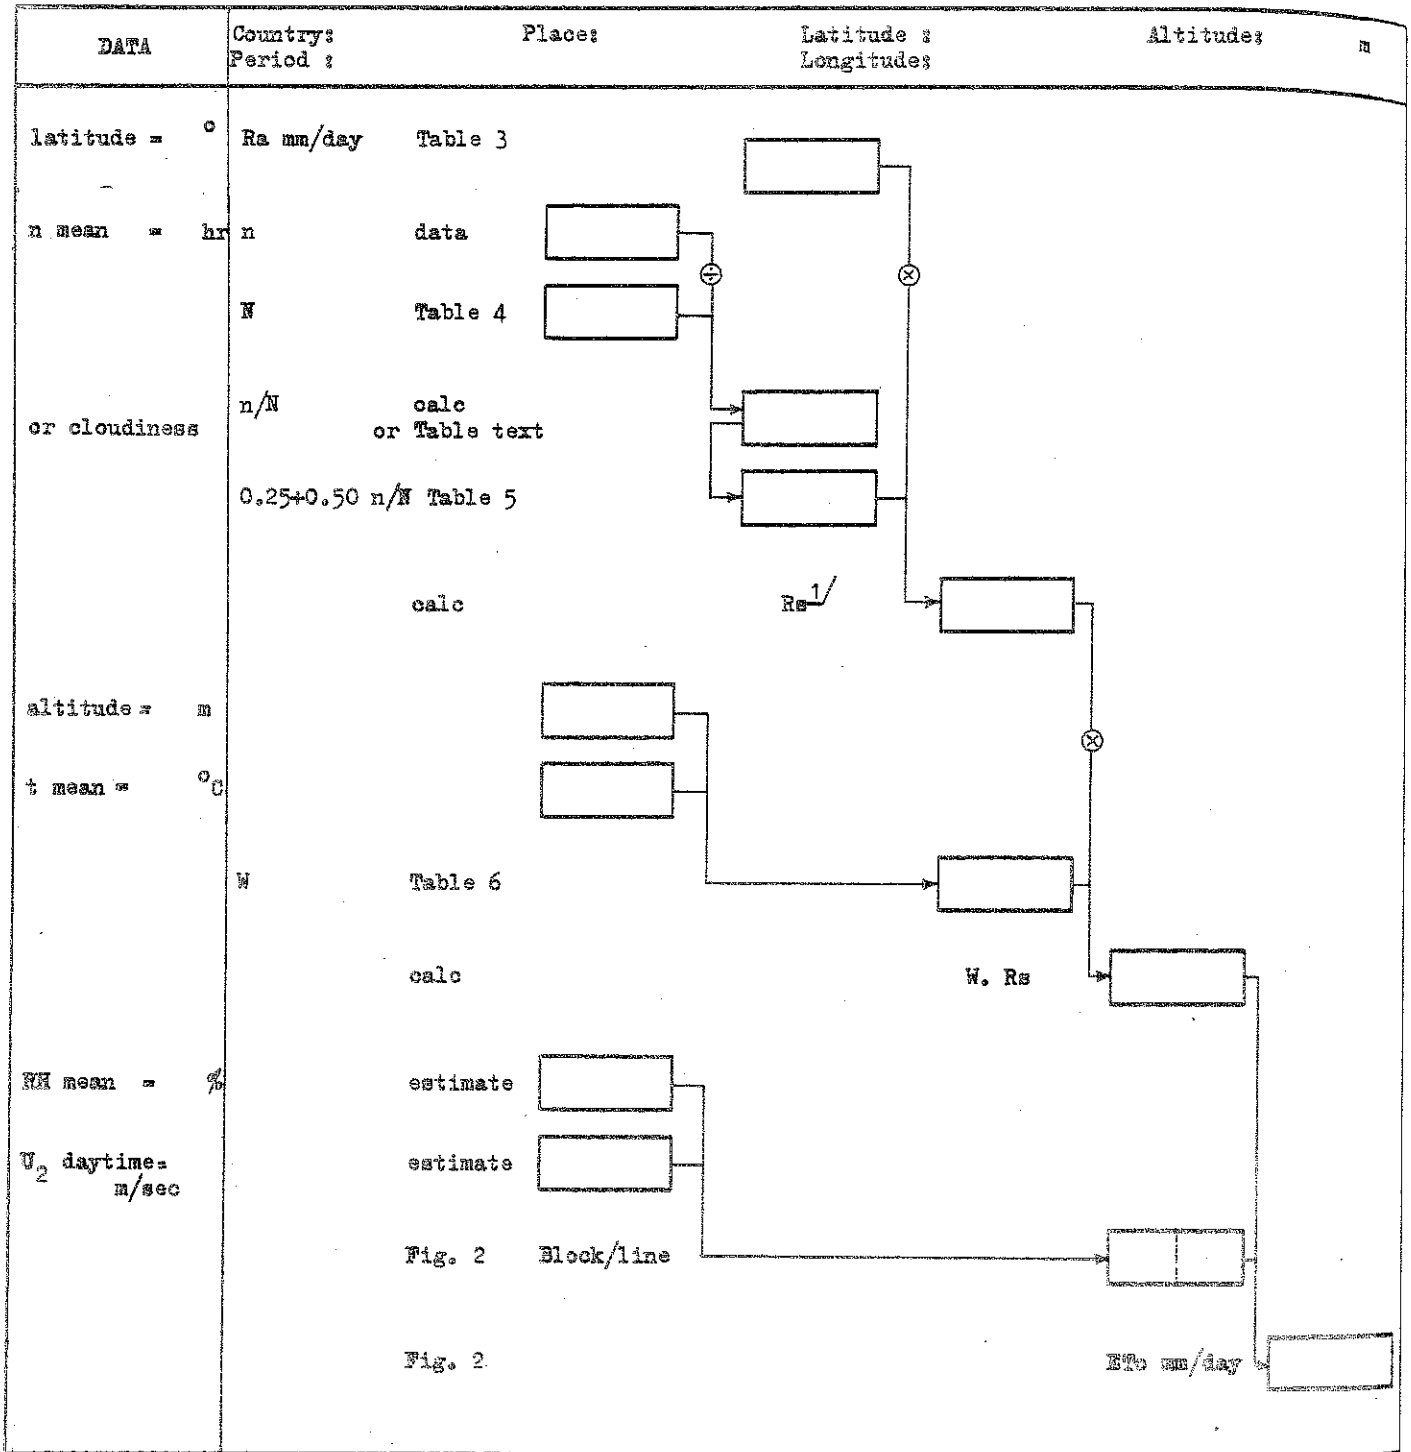 DATA Country: Place: Latitude : Altitude: m
Period : Longitude:
latitude = ° Ra mm/day Table 3
n mean = hr n data
÷ ×
N Table 4
n/N calc
or cloudiness or Table text
0.25+0.50 n/N Table 5
calc Rs 1/
altitude = m
×
t mean = °C
W Table 6
calc W. Rs
RH mean = % estimate
U2 daytime= estimate
m/sec
Fig. 2 Block/line
Fig. 2 ETo mm/day